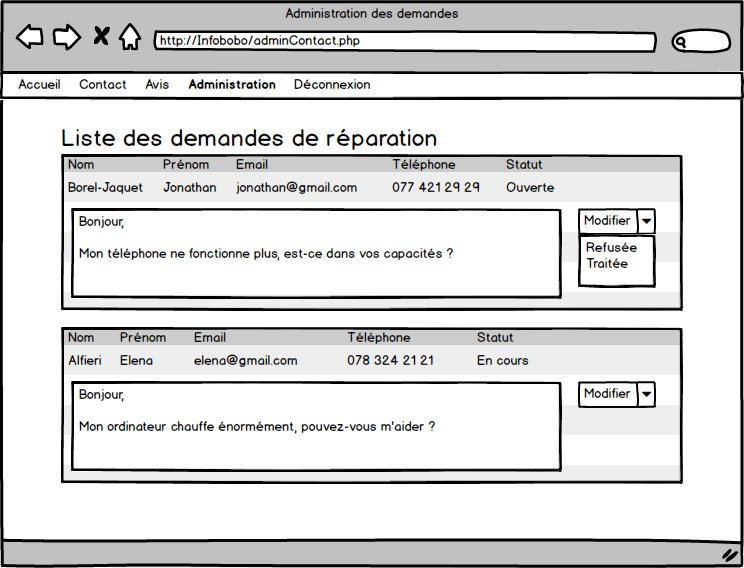 Administration des demandes
http://Infobobo/adminContact.php
Accueil Contact Avis Administration Déconnexion
Liste des demandes de réparation
Nom Prénom Email Téléphone Statut
Borel-Jaquet Jonathan jonathan@gmail.com 077 421 29 29 Ouverte
Bonjour,
Mon téléphone ne fonctionne plus, est-ce dans vos capacités ?
Modifier
Refusée
Traitée
Nom Prénom Email Téléphone Statut
Alfieri Elena elena@gmail.com 078 324 21 21 En cours
Bonjour,
Mon ordinateur chauffe énormément, pouvez-vous m'aider ?
Modifier